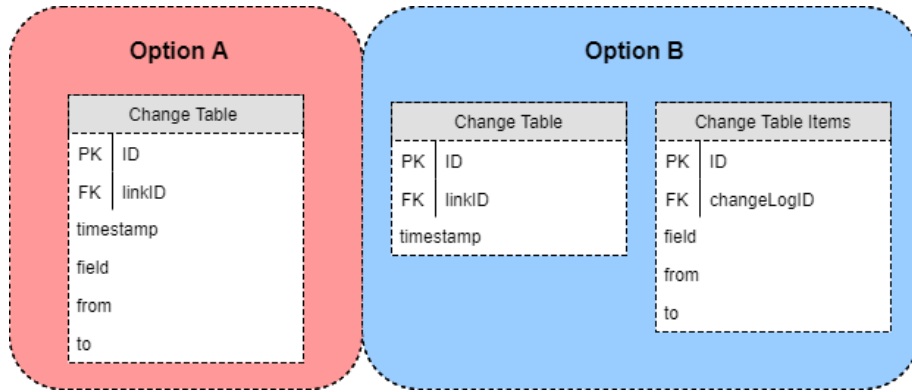 Option A
Change Table
PK ID
FK linkID
timestamp
field
from
to
Option B
Change Table
PK ID
FK linkID
timestamp
Change Table Items
PK ID
FK changeLogID
field
from
to